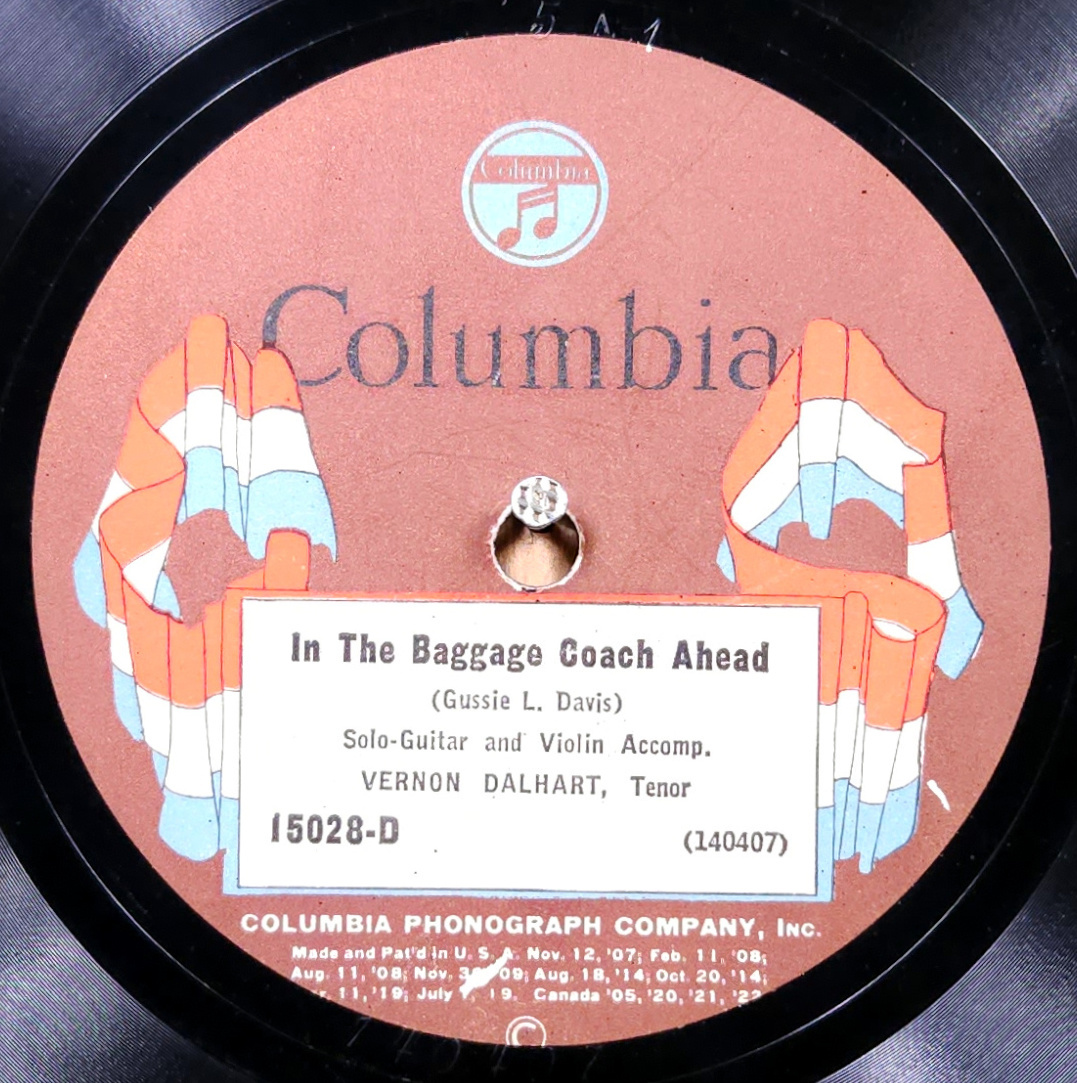 5 A 1
Columbia
Columbia
In The Baggage Coach Ahead
(Gussie L. Davis)
Solo-Guitar and Violin Accomp.
VERNON DALHART, Tenor
15028-D (140407)
COLUMBIA PHONOGRAPH COMPANY, INC.
Made and Pat'd in U. S. A. Nov. 12, '07; Feb. 11, '08;
Aug. 11, '08; Nov. '09; Aug. 18, '14; Oct. 20, '14;
11, '19; July 19. Canada '05, '20, '21, '22
C